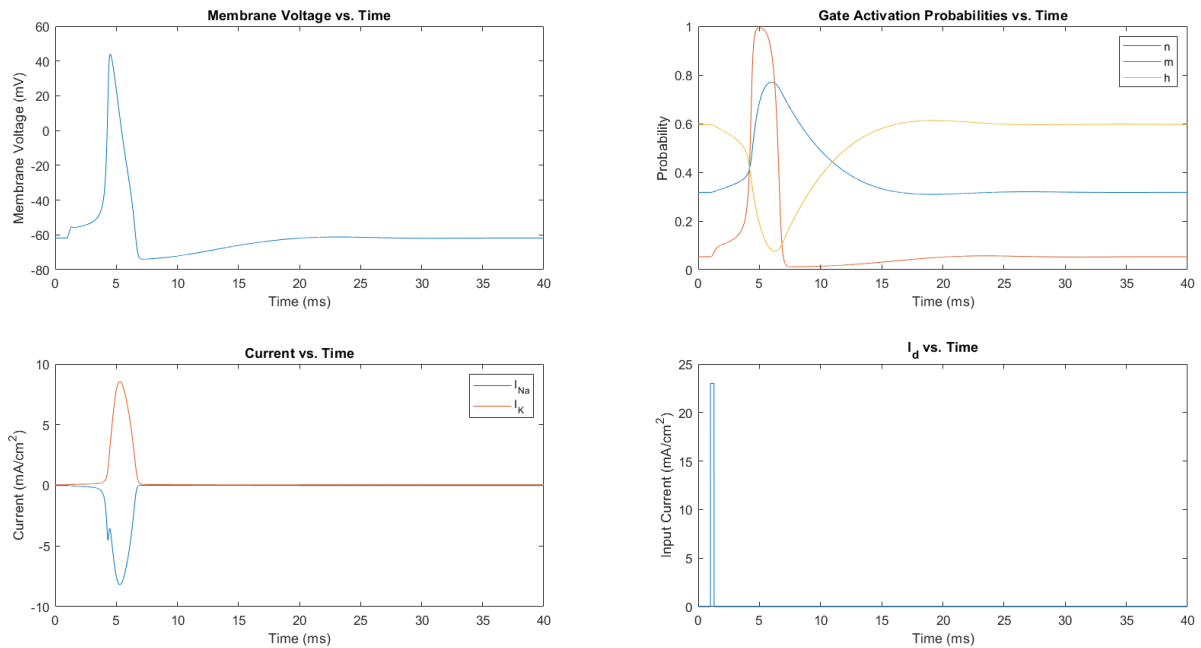 Membrane Voltage vs. Time
60
40
20
0
-20
-40
-60
-80
Membrane Voltage (mV)
0 5 10 15 20 25 30 35 40
Time (ms)
Gate Activation Probabilities vs. Time
1
0.8
0.6
0.4
0.2
0
Probability
n
m
h
0 5 10 15 20 25 30 35 40
Time (ms)
Current vs. Time
10
5
0
-5
-10
Current (mA/cm²)
I_Na
I_K
0 5 10 15 20 25 30 35 40
Time (ms)
I_d vs. Time
25
20
15
10
5
0
Input Current (mA/cm²)
0 5 10 15 20 25 30 35 40
Time (ms)